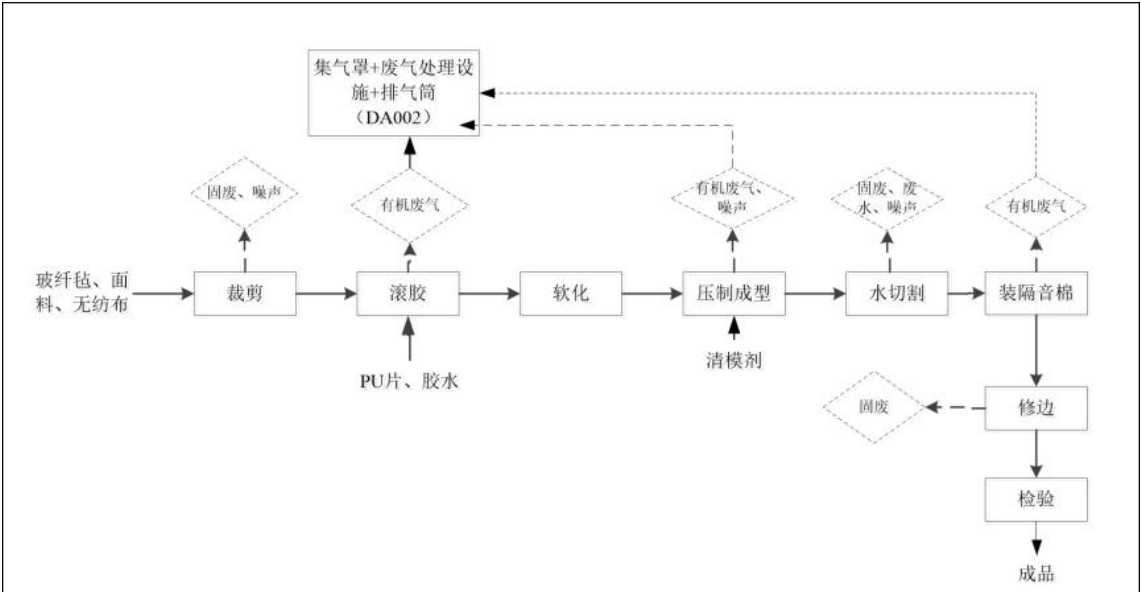 集气罩+废气处理设
施+排气筒
（DA002）
固废、噪声
有机废气
有机废气、
噪声
固废、废
水、噪声
有机废气
玻纤毡、面
料、无纺布
裁剪
滚胶
软化
压制成型
水切割
装隔音棉
PU片、胶水
清模剂
固废
修边
检验
成品